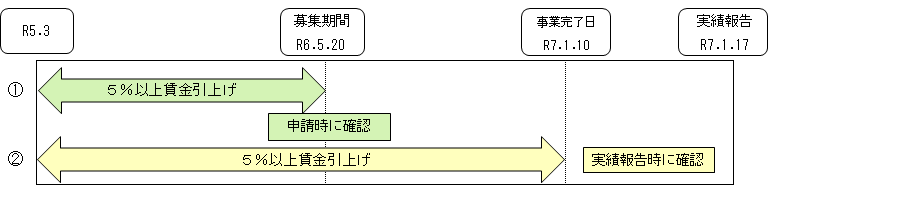 R5.3
募集期間
R6.5.20
事業完了日
R7.1.10
実績報告
R7.1.17
①
５％以上賃金引上げ
申請時に確認
②
５％以上賃金引上げ
実績報告時に確認